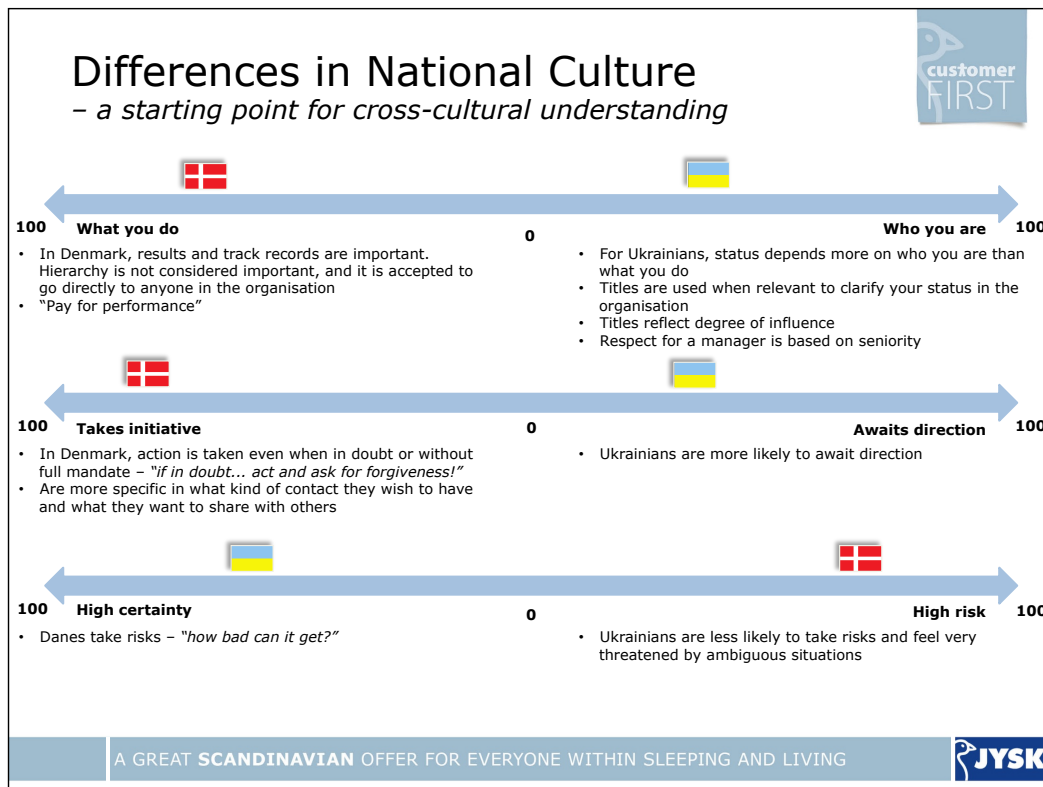 Differences in National Culture
– a starting point for cross-cultural understanding
customer
FIRST
100 What you do
0
Who you are 100
• In Denmark, results and track records are important.
Hierarchy is not considered important, and it is accepted to
go directly to anyone in the organisation
• “Pay for performance”
• For Ukrainians, status depends more on who you are than
what you do
• Titles are used when relevant to clarify your status in the
organisation
• Titles reflect degree of influence
• Respect for a manager is based on seniority
100 Takes initiative
0
Awaits direction 100
• In Denmark, action is taken even when in doubt or without
full mandate – “if in doubt... act and ask for forgiveness!”
• Are more specific in what kind of contact they wish to have
and what they want to share with others
• Ukrainians are more likely to await direction
100 High certainty
0
High risk 100
• Danes take risks – “how bad can it get?”
• Ukrainians are less likely to take risks and feel very
threatened by ambiguous situations
A GREAT SCANDINAVIAN OFFER FOR EVERYONE WITHIN SLEEPING AND LIVING
JYSK